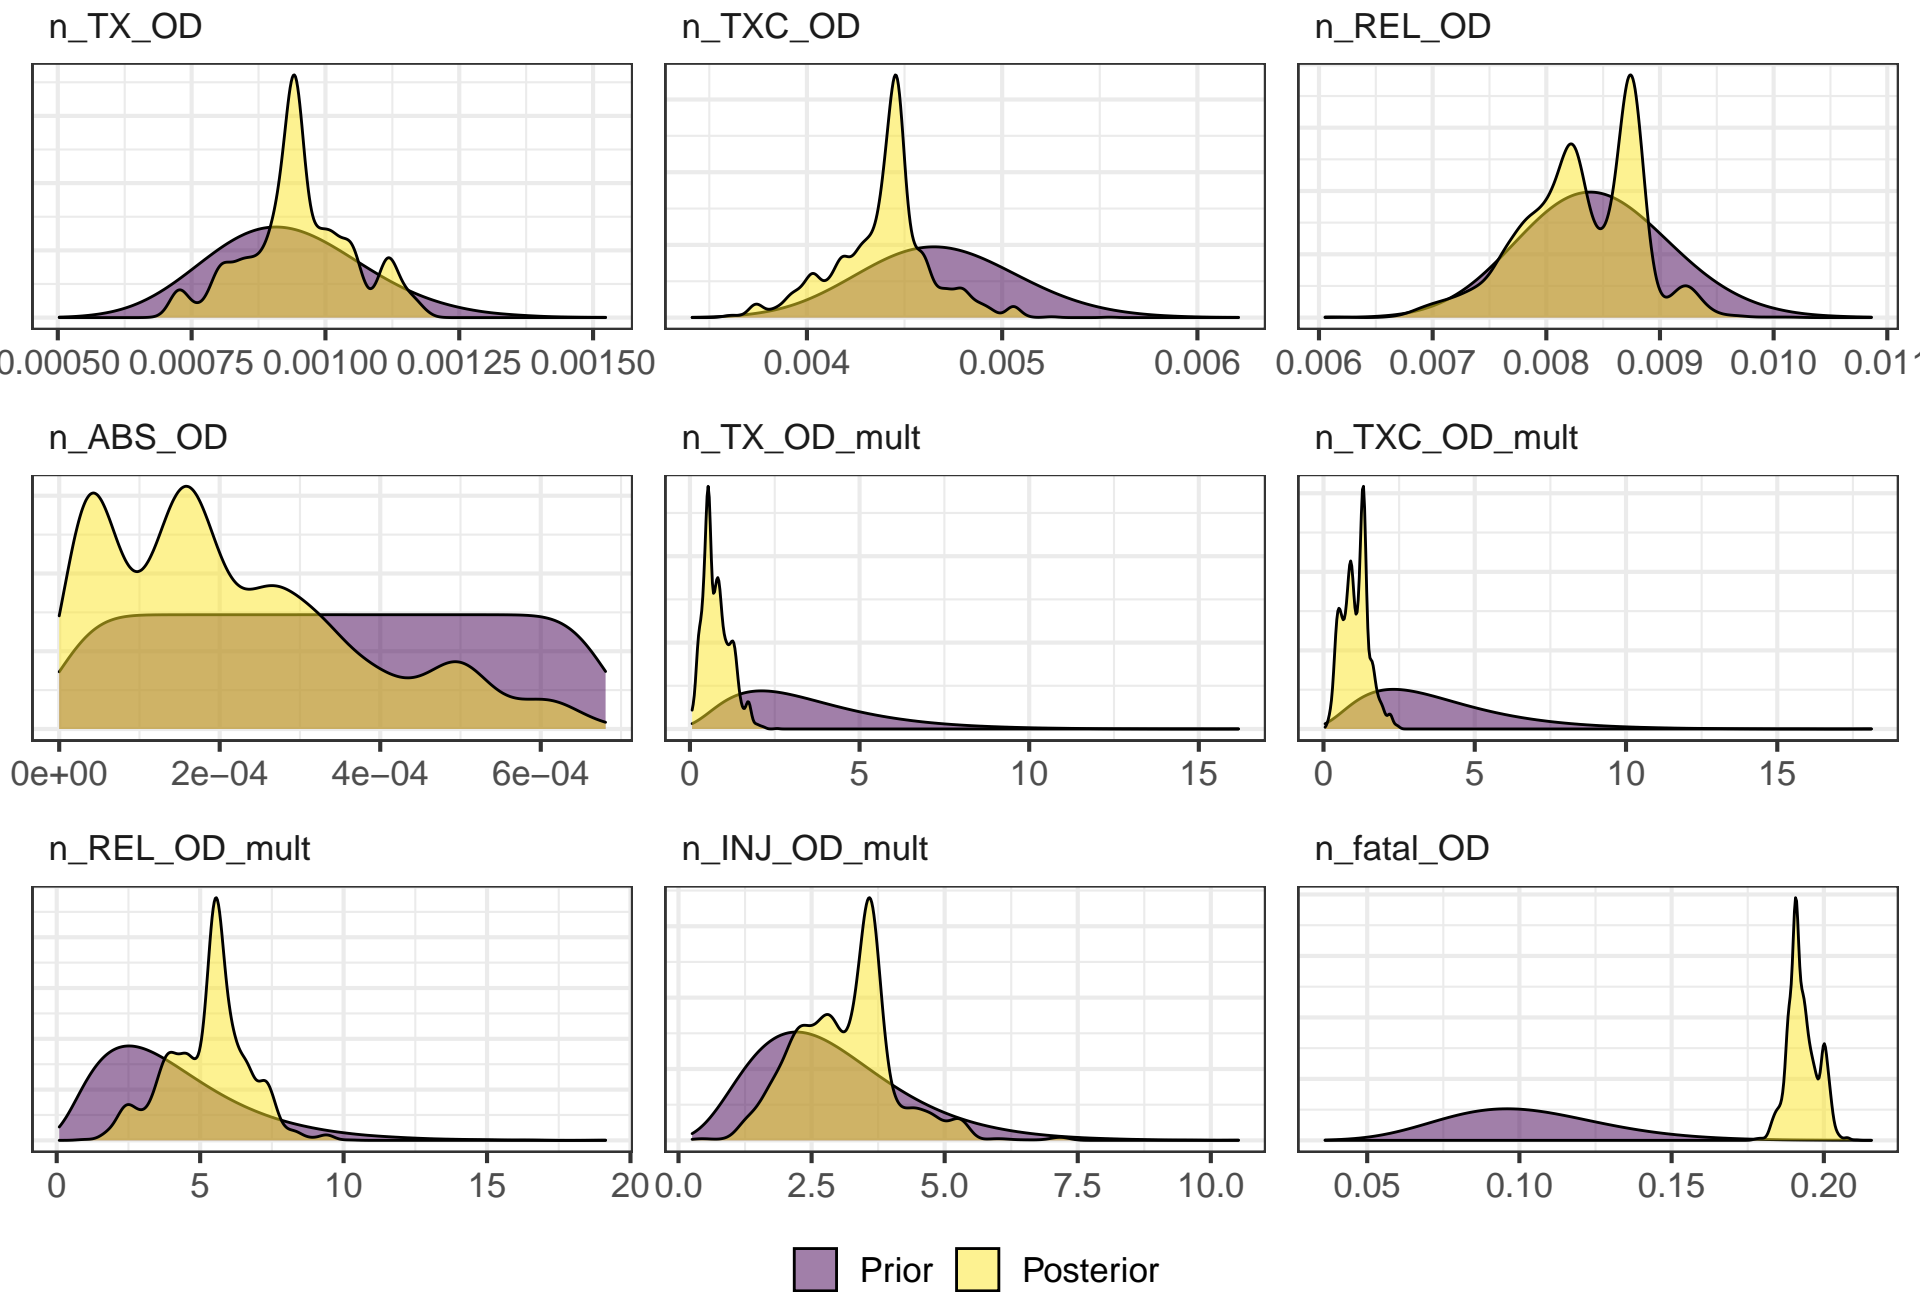 n_TX_OD n_TXC_OD n_REL_OD
0.00050 0.00075 0.00100 0.00125 0.00150 0.004 0.005 0.006 0.006 0.007 0.008 0.009 0.010 0.011
n_ABS_OD n_TX_OD_mult n_TXC_OD_mult
0e+00 2e−04 4e−04 6e−04 0 5 10 15 0 5 10 15
n_REL_OD_mult n_INJ_OD_mult n_fatal_OD
0 5 10 15 20 0.0 2.5 5.0 7.5 10.0 0.05 0.10 0.15 0.20
Prior Posterior